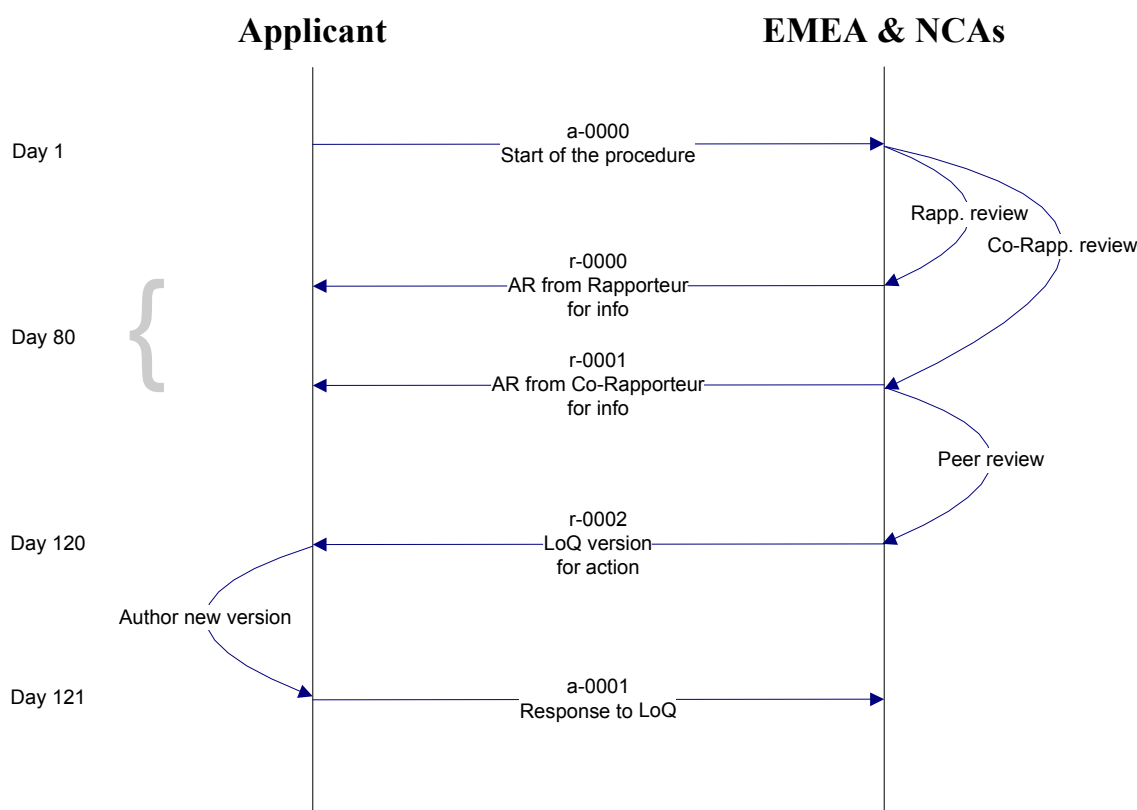 Applicant
EMEA & NCAs
Day 1
a-0000
Start of the procedure
Rapp. review
Co-Rapp. review
r-0000
AR from Rapporteur
for info
Day 80
r-0001
AR from Co-Rapporteur
for info
Peer review
Day 120
r-0002
LoQ version
for action
Author new version
Day 121
a-0001
Response to LoQ